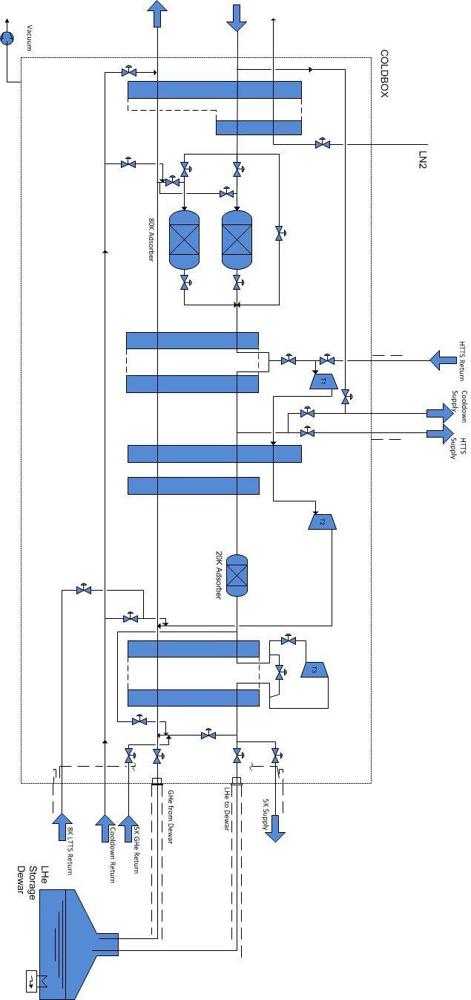 Vacuum
COLDBOX
LN2
80K Adsorber
HTTS Return
T1
Cooldown
Supply
HTTS
Supply
T2
20K Adsorber
T3
GHe from Dewar
LHe to Dewar
5K Supply
8K LTTS Return
Cooldown Return
5K GHe Return
LHe
Storage
Dewar